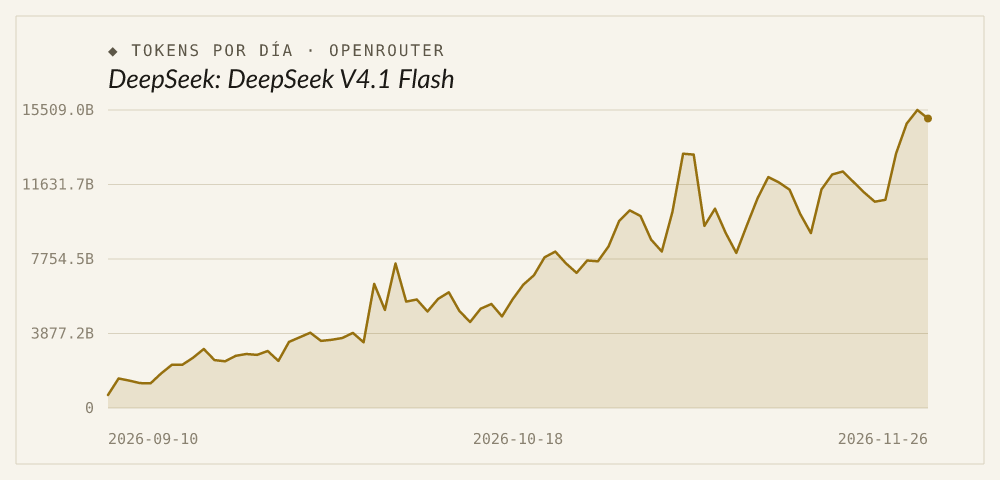 ◆ TOKENS POR DÍA · OPENROUTER
DeepSeek: DeepSeek V4.1 Flash
15509.0B
11631.7B
7754.5B
3877.2B
0
2026-09-10
2026-10-18
2026-11-26